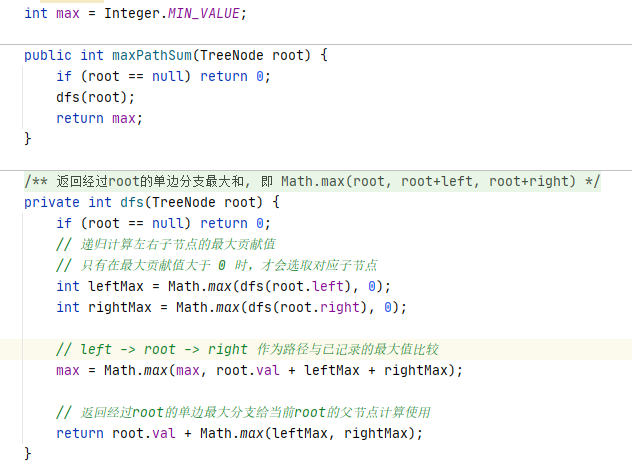 int max = Integer.MIN_VALUE;
public int maxPathSum(TreeNode root) {
    if (root == null) return 0;
    dfs(root);
    return max;
}
/** 返回经过root的单边分支最大和, 即 Math.max(root, root+left, root+right) */
private int dfs(TreeNode root) {
    if (root == null) return 0;
    // 递归计算左右子节点的最大贡献值
    // 只有在最大贡献值大于 0 时，才会选取对应子节点
    int leftMax = Math.max(dfs(root.left), 0);
    int rightMax = Math.max(dfs(root.right), 0);
    // left -> root -> right 作为路径与已记录的最大值比较
    max = Math.max(max, root.val + leftMax + rightMax);
    // 返回经过root的单边最大分支给当前root的父节点计算使用
    return root.val + Math.max(leftMax, rightMax);
}